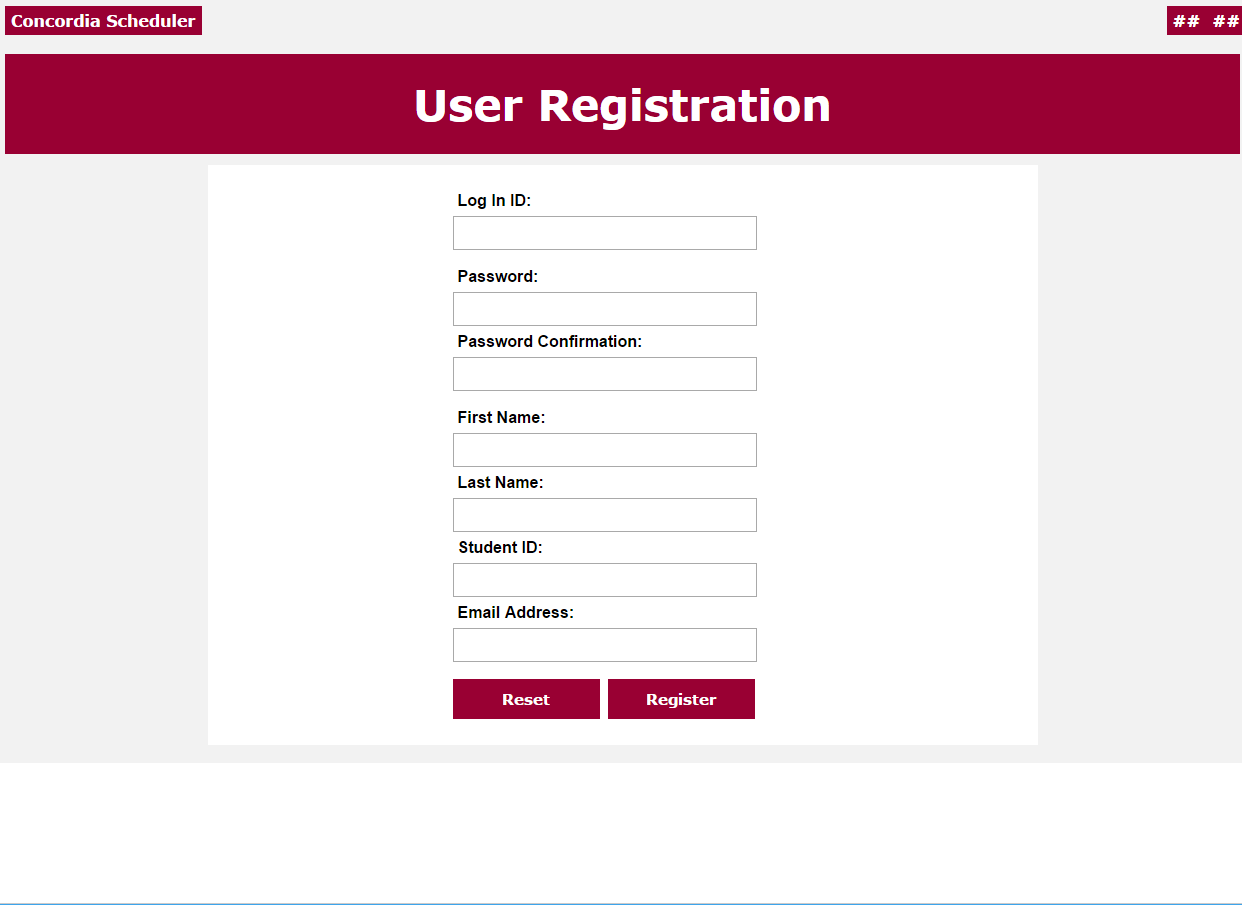 Concordia Scheduler
## ##
User Registration
Log In ID:
Password:
Password Confirmation:
First Name:
Last Name:
Student ID:
Email Address:
Reset Register